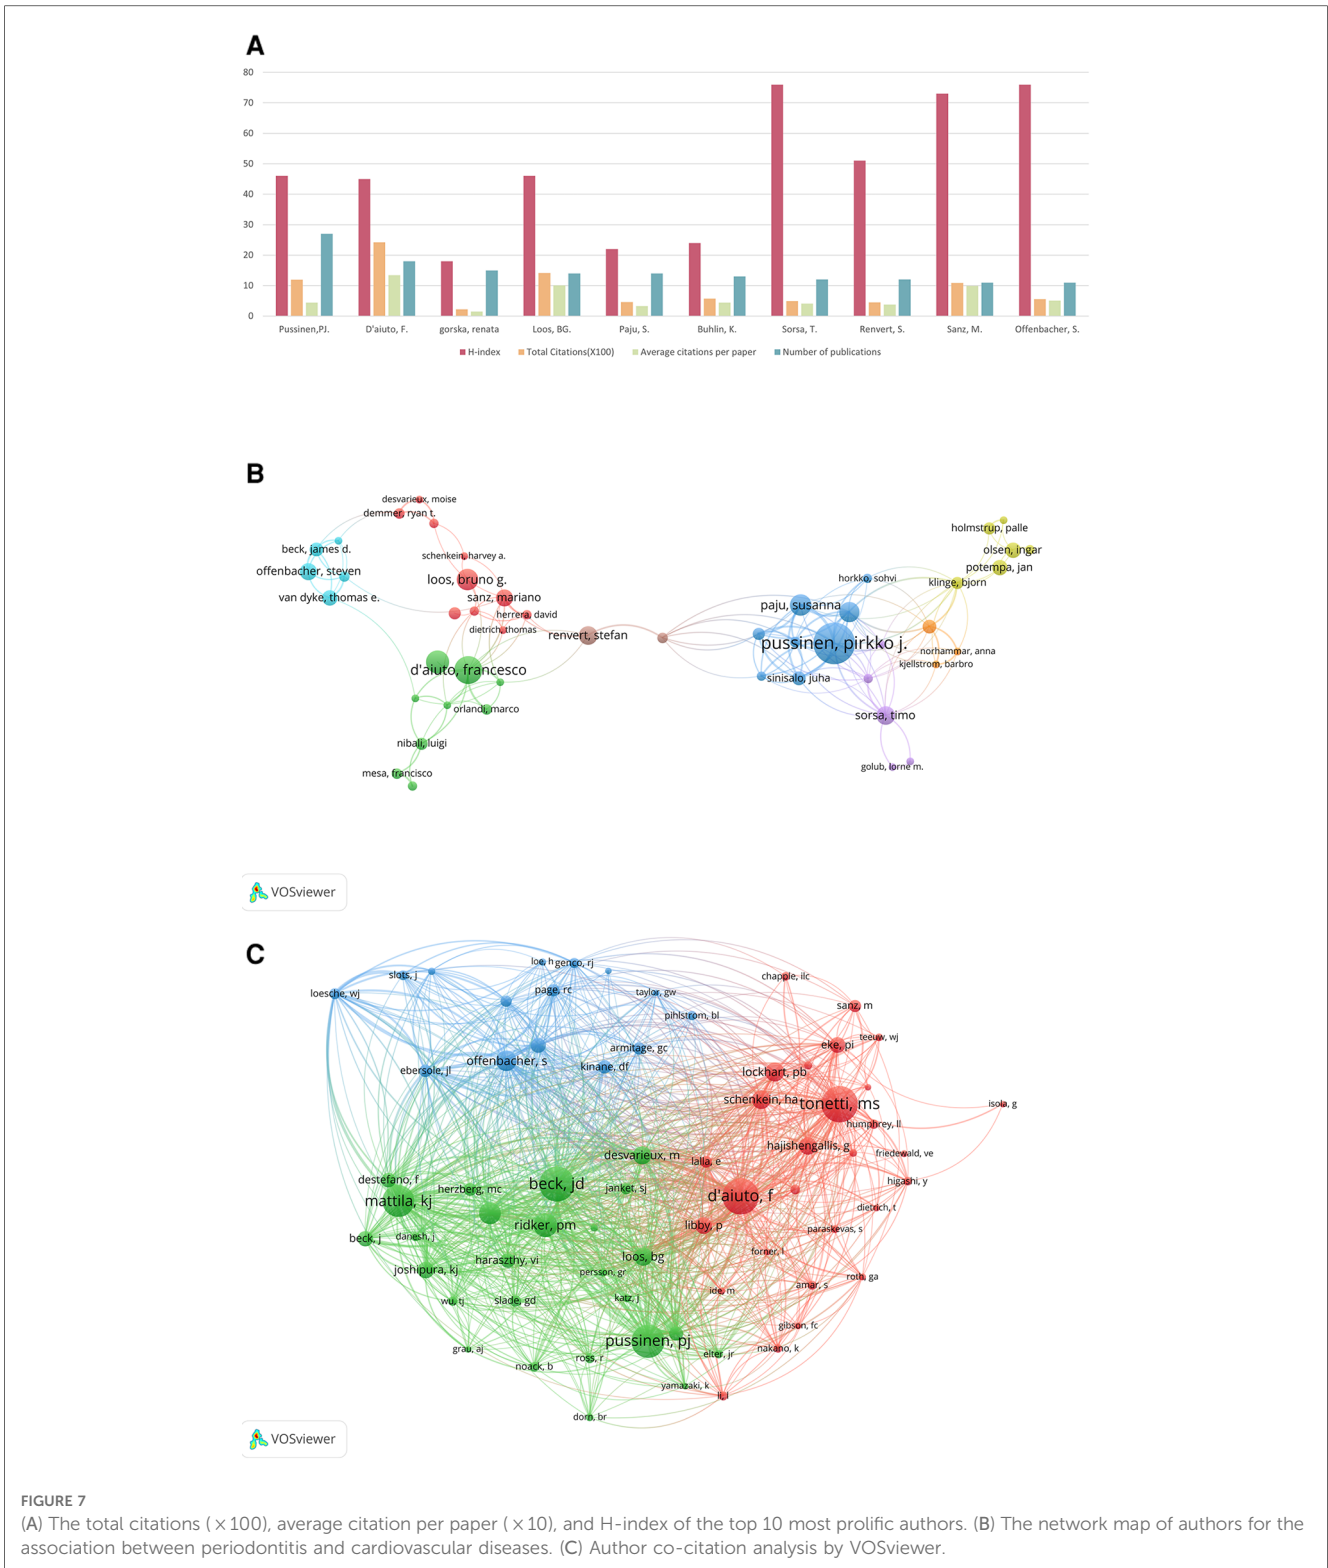 A
80
70
60
50
40
30
20
10
0
Pussinen,PJ. D'aiuto, F. gorska, renata Loos, BG. Paju, S. Buhlin, K. Sorsa, T. Renvert, S. Sanz, M. Offenbacher, S.
H-index Total Citations(X100) Average citations per paper Number of publications
B
desvarieux, moise
demmer, ryan t.
beck, james d.
schenkein, harvey a.
offenbacher, steven
loos, bruno g.
van dyke, thomas e.
sanz, mariano
herrera, david
dietrich, thomas
renvert, stefan
d'aiuto, francesco
orlandi, marco
nibali, luigi
mesa, francisco
holmstrup, palle
olsen, ingar
potempa, jan
klinge, bjorn
horkko, sohvi
paju, susanna
pussinen, pirkko j.
norhammar, anna
kjellstrom, barbro
sinisalo, juha
sorsa, timo
golub, lorne m.
VOSviewer
C
loe, h genco, rj
slots, j
chapple, ilc
loesche, wj
page, rc
taylor, gw
sanz, m
pihlstrom, bl
teeuw, wj
eke, pi
armitage, gc
offenbacher, s
kinane, df
ebersole, jl
lockhart, pb
schenkein, ha
tonetti, ms
isola, g
humphrey, ll
hajishengallis, g
friedewald, ve
desvarieux, m
lalla, e
destefano, f
beck, jd
herzberg, mc
janket, sj
higashi, y
mattila, kj
d'aiuto, f
dietrich, t
ridker, pm
libby, p
paraskevas, s
beck, j
danesh, j
haraszthy, vi
loos, bg
forner, l
joshipura, kj
persson, gr
roth, ga
amar, s
ide, m
wu, tj
slade, gd
katz, j
gibson, fc
pussinen, pj
nakano, k
grau, aj
noack, b
ross, r
elter, jr
yamazaki, k
li, l
dorn, br
VOSviewer
FIGURE 7
(A) The total citations (×100), average citation per paper (×10), and H-index of the top 10 most prolific authors. (B) The network map of authors for the
association between periodontitis and cardiovascular diseases. (C) Author co-citation analysis by VOSviewer.